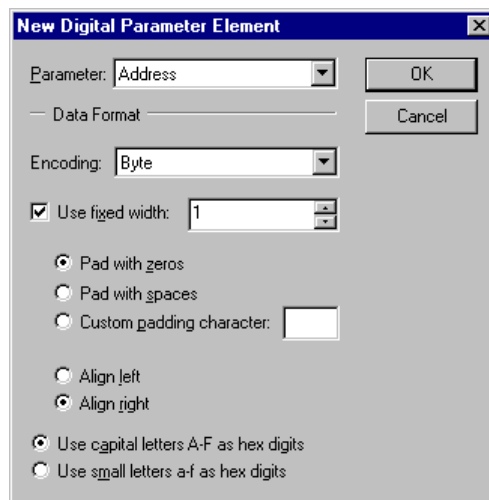 New Digital Parameter Element
Parameter: Address
OK
Data Format
Cancel
Encoding: Byte
Use fixed width: 1
Pad with zeros
Pad with spaces
Custom padding character:
Align left
Align right
Use capital letters A-F as hex digits
Use small letters a-f as hex digits